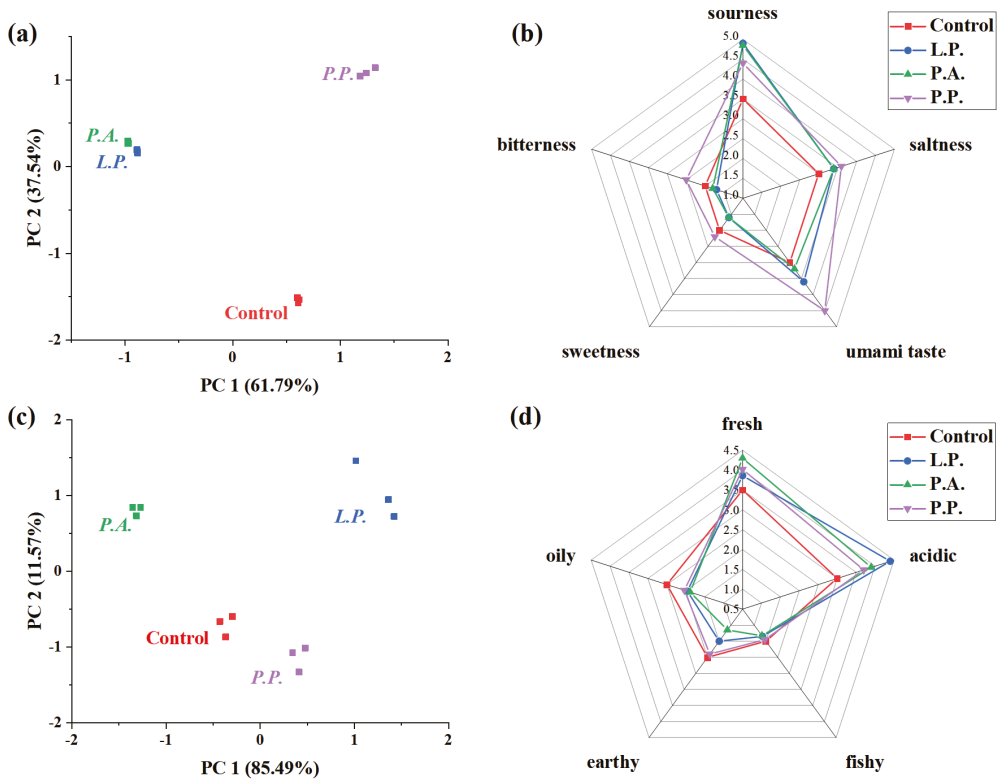 (a)
2
1
0
-1
-2
-1
0
1
2
PC 2 (37.54%)
PC 1 (61.79%)
P.P.
P.A.
L.P.
Control
(b)
sourness
saltness
umami taste
sweetness
bitterness
5.0
4.5
4.0
3.5
3.0
2.5
2.0
1.5
1.0
Control
L.P.
P.A.
P.P.
(c)
2
1
0
-1
-2
-2
-1
0
1
2
PC 2 (11.57%)
PC 1 (85.49%)
L.P.
P.A.
Control
P.P.
(d)
fresh
acidic
fishy
earthy
oily
4.5
4.0
3.5
3.0
2.5
2.0
1.5
1.0
0.5
Control
L.P.
P.A.
P.P.